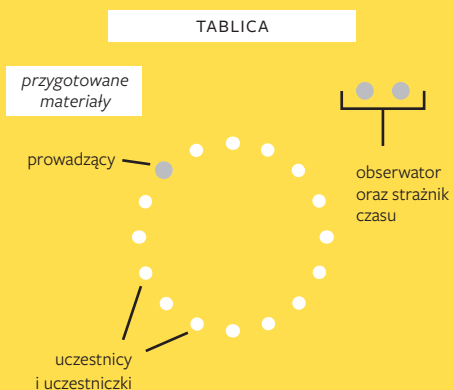 TABLICA
przygotowane
materiały
prowadzący
obserwator
oraz strażnik
czasu
uczestnicy
i uczestniczki